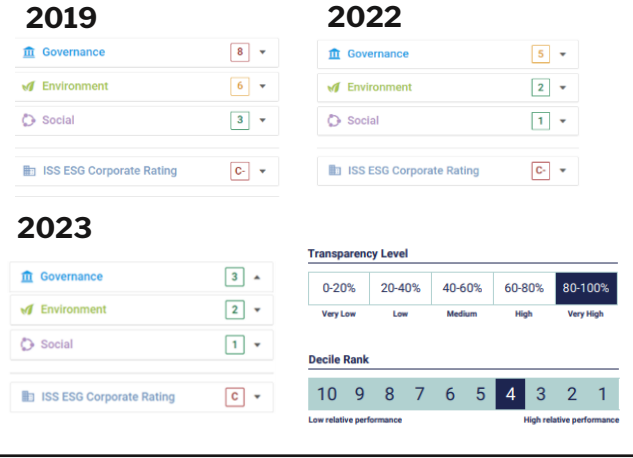 2019
Governance 8
Environment 6
Social 3
ISS ESG Corporate Rating C-
2022
Governance 5
Environment 2
Social 1
ISS ESG Corporate Rating C-
2023
Governance 3
Environment 2
Social 1
ISS ESG Corporate Rating C
Transparency Level
0-20% 20-40% 40-60% 60-80% 80-100%
Very Low Low Medium High Very High
Decile Rank
10 9 8 7 6 5 4 3 2 1
Low relative performance High relative performance